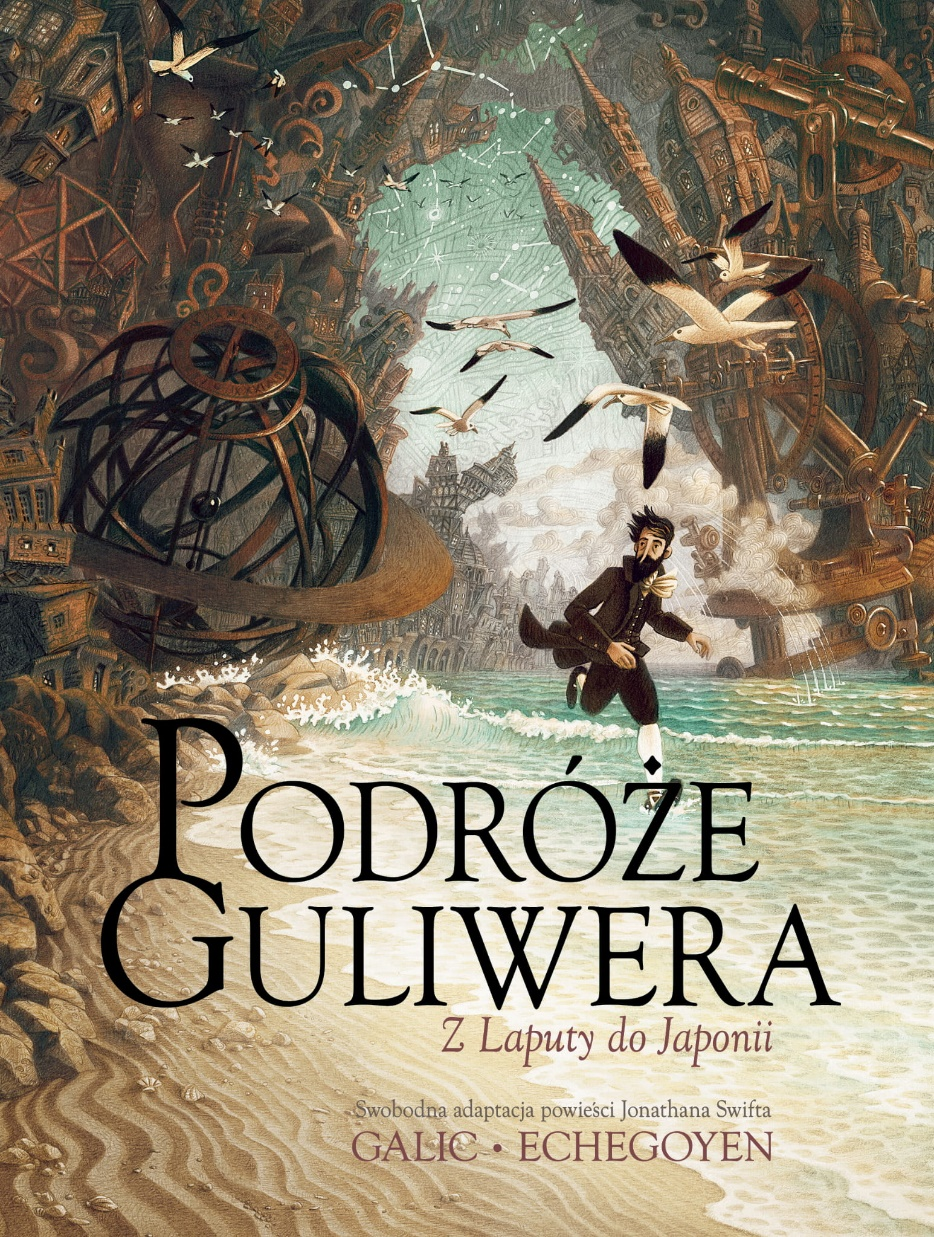 PODRÓŻE
GULIWERA
Z Laputy do Japonii
Swobodna adaptacja powieści Jonathana Swifta
GALIC • ECHEGOYEN